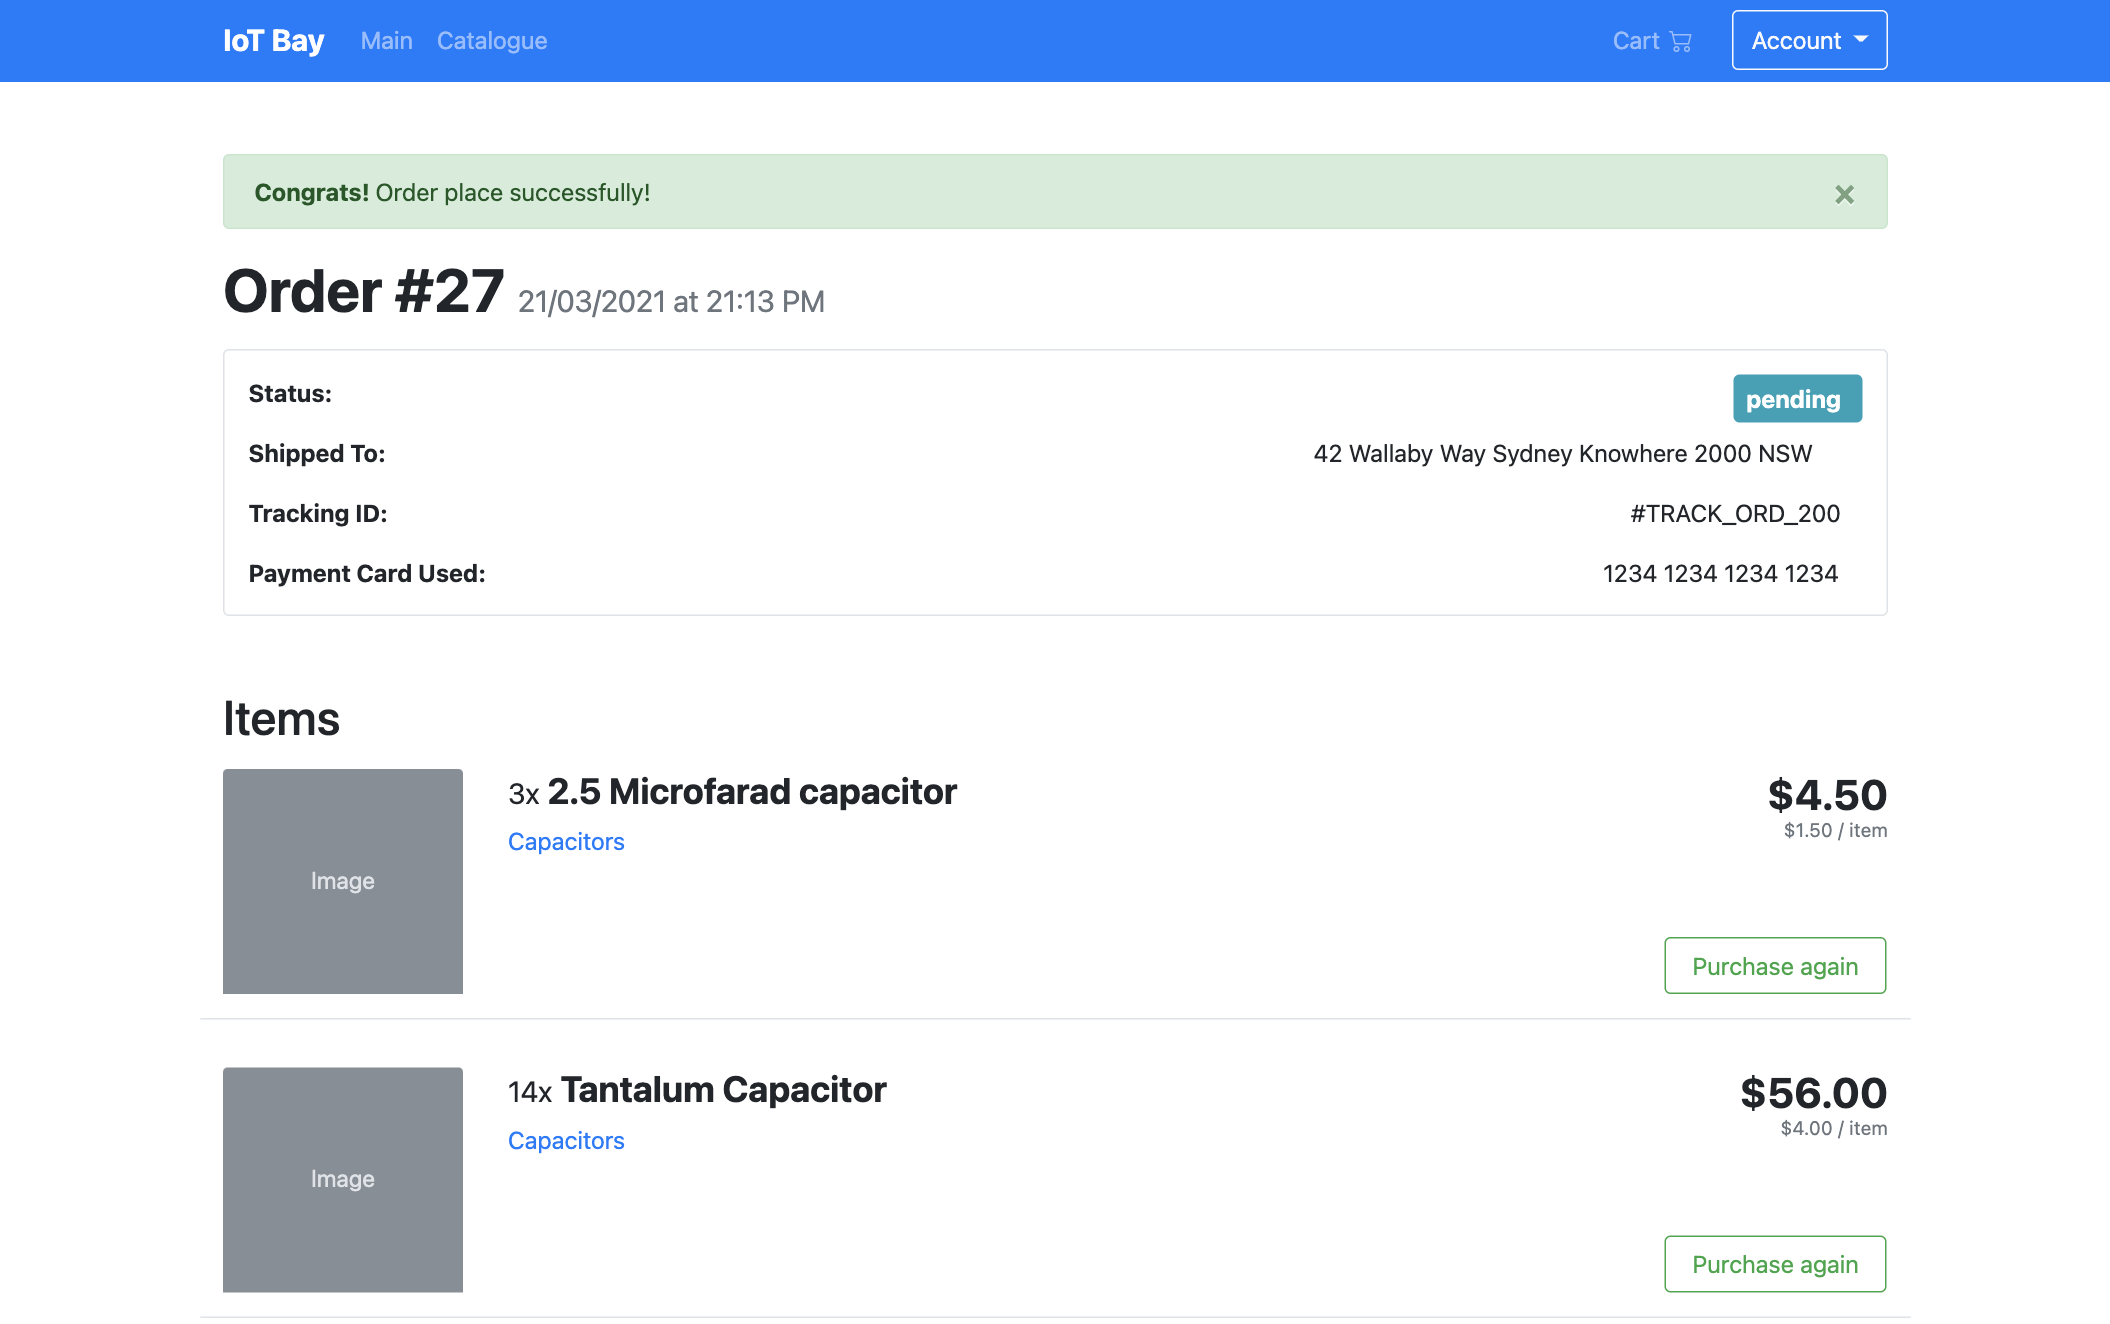 IoT Bay Main Catalogue Cart Account
Congrats! Order place successfully! ×
Order #27 21/03/2021 at 21:13 PM
Status: pending
Shipped To: 42 Wallaby Way Sydney Knowhere 2000 NSW
Tracking ID: #TRACK_ORD_200
Payment Card Used: 1234 1234 1234 1234
Items
Image
3x 2.5 Microfarad capacitor
Capacitors
$4.50
$1.50 / item
Purchase again
Image
14x Tantalum Capacitor
Capacitors
$56.00
$4.00 / item
Purchase again